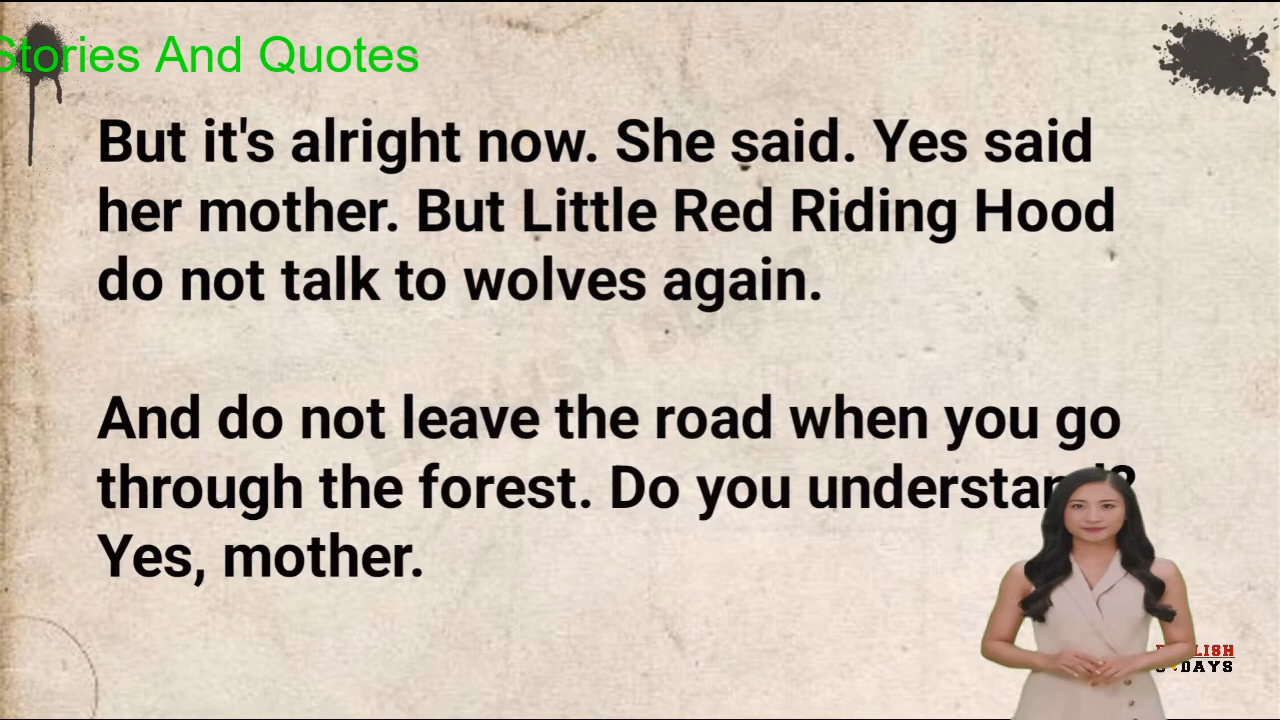 Stories And Quotes
But it's alright now. She said. Yes said
her mother. But Little Red Riding Hood
do not talk to wolves again.
And do not leave the road when you go
through the forest. Do you understand?
Yes, mother.
DAYS